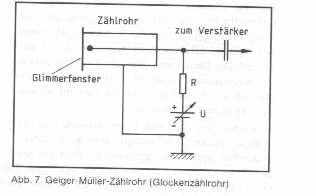 Zählrohr
zum Verstärker
Glimmerfenster
R
+
U
-
Abb. 7 Geiger-Müller-Zählrohr (Glockenzählrohr)